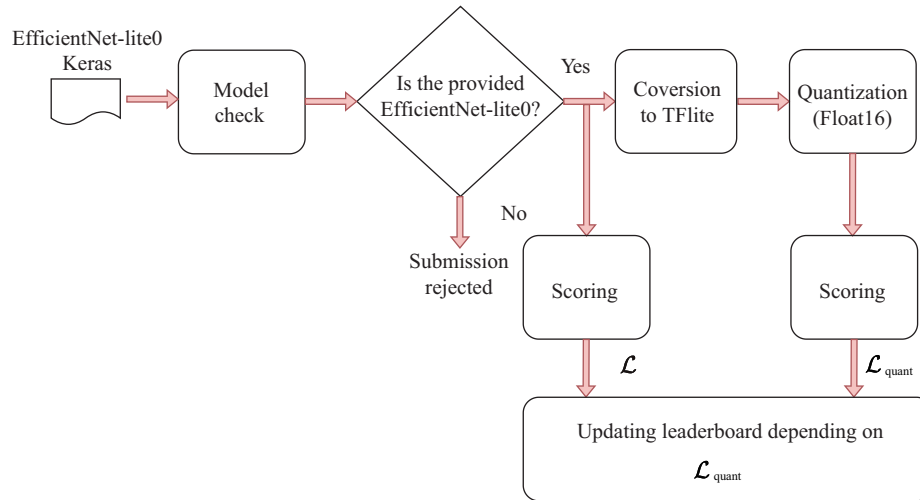 EfficientNet-lite0
Keras
Model
check
Is the provided
EfficientNet-lite0?
Yes
Coversion
to TFlite
Quantization
(Float16)
No
Submission
rejected
Scoring
Scoring
ℒ
ℒ quant
Updating leaderboard depending on
ℒ quant